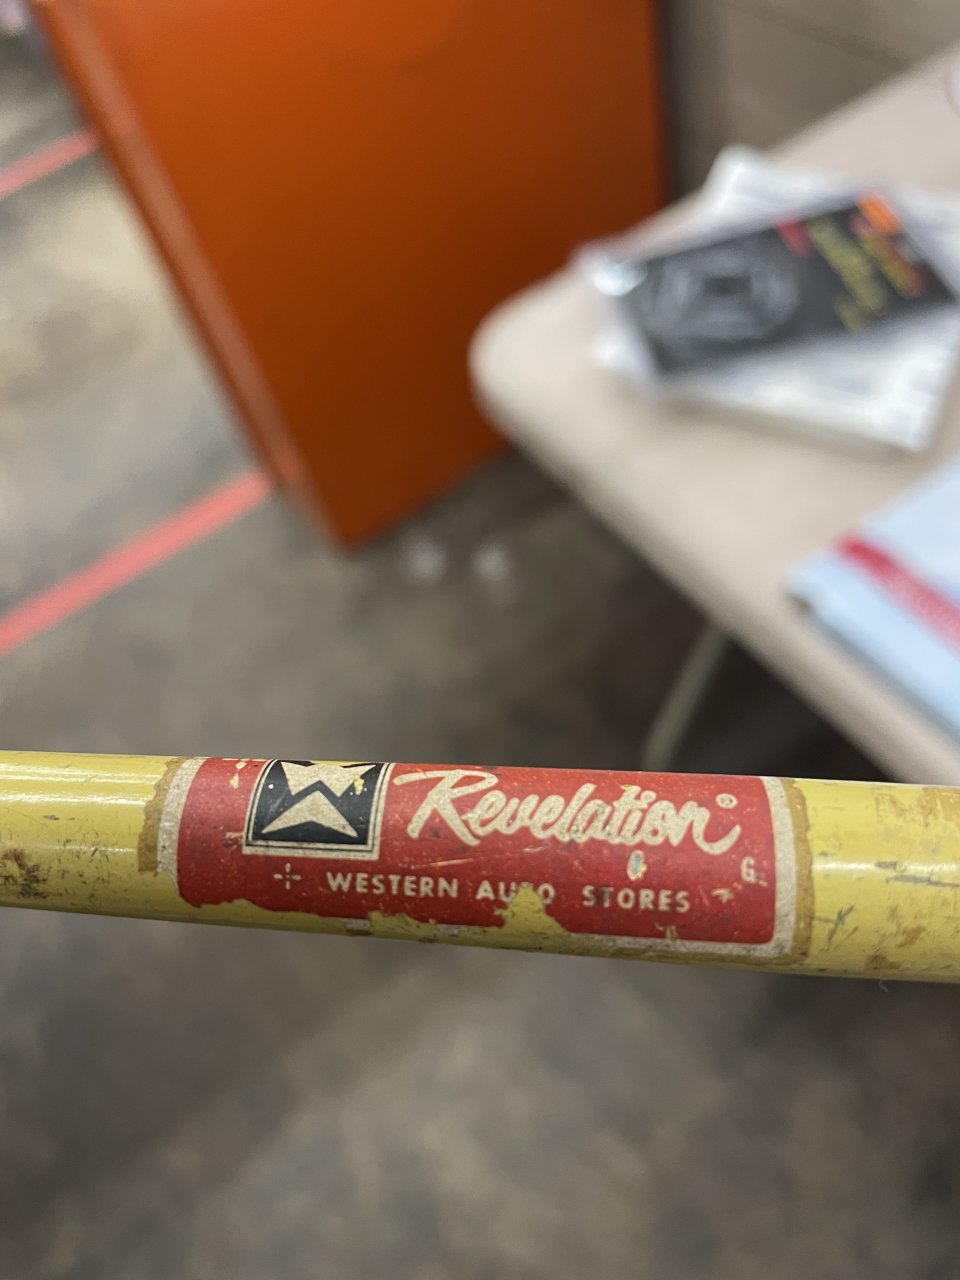 Revelation®
G
WESTERN AUTO STORES